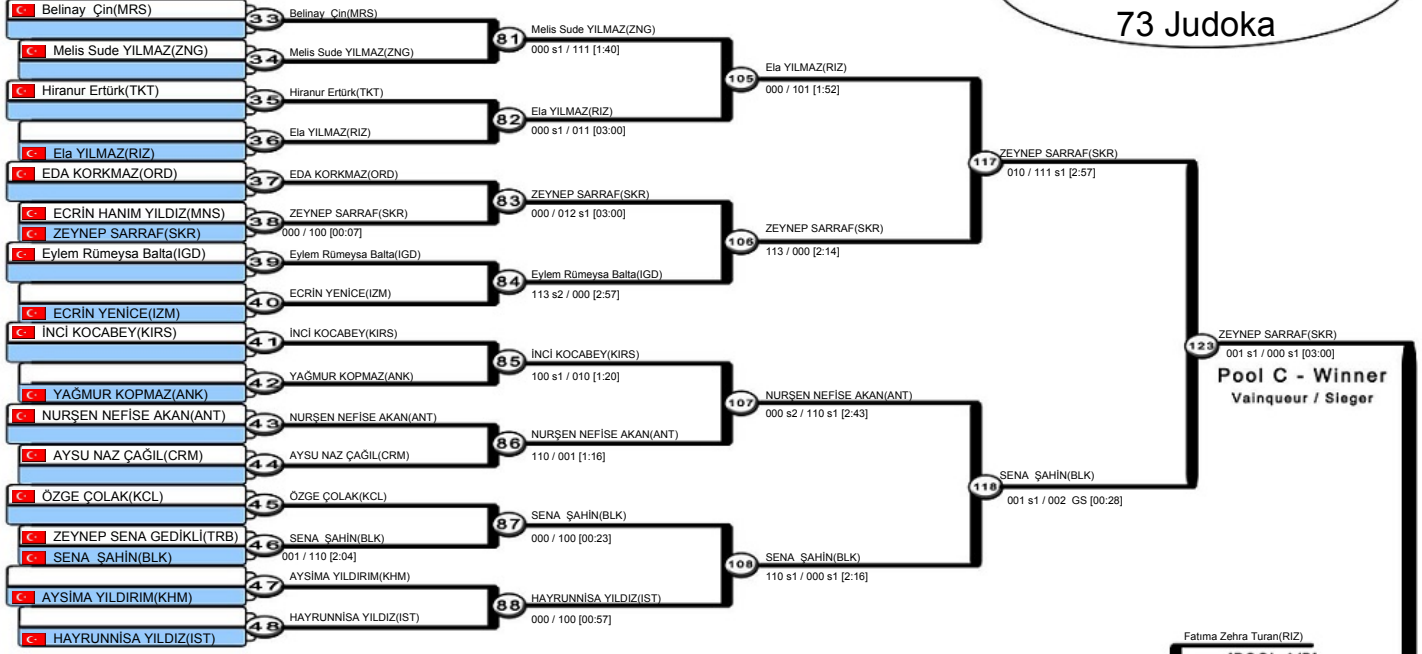 73 Judoka
Belinay Çin(MRS)
Melis Sude YILMAZ(ZNG)
Hiranur Ertürk(TKT)
Ela YILMAZ(RIZ)
EDA KORKMAZ(ORD)
ECRİN HANIM YILDIZ(MNS)
ZEYNEP SARRAF(SKR)
Eylem Rümeysa Balta(IGD)
ECRİN YENİCE(IZM)
İNCİ KOCABEY(KIRS)
YAĞMUR KOPMAZ(ANK)
NURŞEN NEFİSE AKAN(ANT)
AYSU NAZ ÇAĞIL(CRM)
ÖZGE ÇOLAK(KCL)
ZEYNEP SENA GEDİKLİ(TRB)
SENA ŞAHİN(BLK)
AYSİMA YILDIRIM(KHM)
HAYRUNNİSA YILDIZ(IST)
33 Belinay Çin(MRS)
34 Melis Sude YILMAZ(ZNG)
35 Hiranur Ertürk(TKT)
36 Ela YILMAZ(RIZ)
37 EDA KORKMAZ(ORD)
38 ZEYNEP SARRAF(SKR)
000 / 100 [00:07]
39 Eylem Rümeysa Balta(IGD)
40 ECRİN YENİCE(IZM)
41 İNCİ KOCABEY(KIRS)
42 YAĞMUR KOPMAZ(ANK)
43 NURŞEN NEFİSE AKAN(ANT)
44 AYSU NAZ ÇAĞIL(CRM)
45 ÖZGE ÇOLAK(KCL)
46 SENA ŞAHİN(BLK)
001 / 110 [2:04]
47 AYSİMA YILDIRIM(KHM)
48 HAYRUNNİSA YILDIZ(IST)
81 Melis Sude YILMAZ(ZNG)
000 s1 / 111 [1:40]
82 Ela YILMAZ(RIZ)
000 s1 / 011 [03:00]
83 ZEYNEP SARRAF(SKR)
000 / 012 s1 [03:00]
84 Eylem Rümeysa Balta(IGD)
113 s2 / 000 [2:57]
85 İNCİ KOCABEY(KIRS)
100 s1 / 010 [1:20]
86 NURŞEN NEFİSE AKAN(ANT)
110 / 001 [1:16]
87 SENA ŞAHİN(BLK)
000 / 100 [00:23]
88 HAYRUNNİSA YILDIZ(IST)
000 / 100 [00:57]
105 Ela YILMAZ(RIZ)
000 / 101 [1:52]
106 ZEYNEP SARRAF(SKR)
113 / 000 [2:14]
107 NURŞEN NEFİSE AKAN(ANT)
000 s2 / 110 s1 [2:43]
108 SENA ŞAHİN(BLK)
110 s1 / 000 s1 [2:16]
117 ZEYNEP SARRAF(SKR)
010 / 111 s1 [2:57]
118 SENA ŞAHİN(BLK)
001 s1 / 002 GS [00:28]
123 ZEYNEP SARRAF(SKR)
001 s1 / 000 s1 [03:00]
Pool C - Winner
Vainqueur / Sieger
Fatıma Zehra Turan(RIZ)